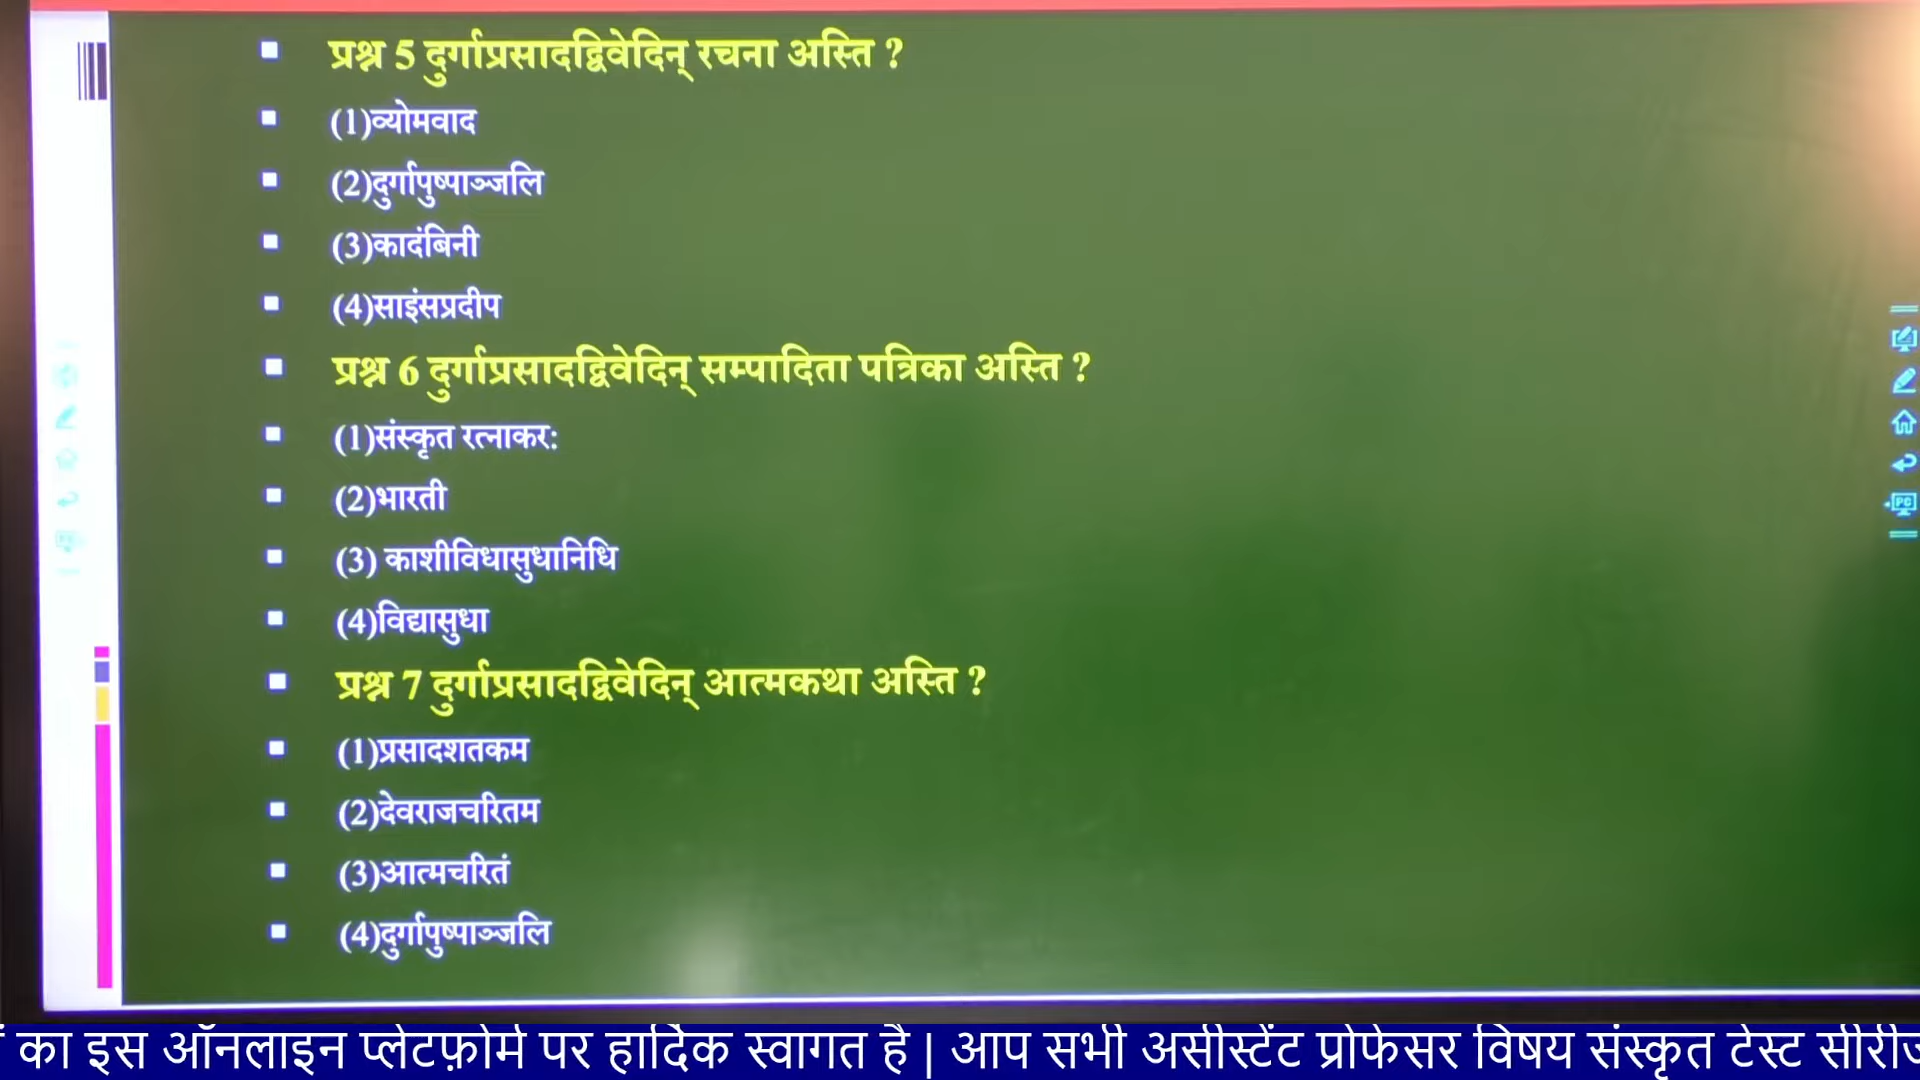 प्रश्न 5 दुर्गाप्रसादद्विवेदिन् रचना अस्ति ?
(1)व्योमवाद
(2)दुर्गापुष्पाञ्जलि
(3)कादंबिनी
(4)साइंसप्रदीप
प्रश्न 6 दुर्गाप्रसादद्विवेदिन् सम्पादिता पत्रिका अस्ति ?
(1)संस्कृत रत्नाकर:
(2)भारती
(3) काशीविधासुधानिधि
(4)विद्यासुधा
प्रश्न 7 दुर्गाप्रसादद्विवेदिन् आत्मकथा अस्ति ?
(1)प्रसादशतकम
(2)देवराजचरितम
(3)आत्मचरितं
(4)दुर्गापुष्पाञ्जलि
PC
का इस ऑनलाइन प्लेटफ़ोर्म पर हार्दिक स्वागत है | आप सभी असीस्टेंट प्रोफेसर विषय संस्कृत टेस्ट